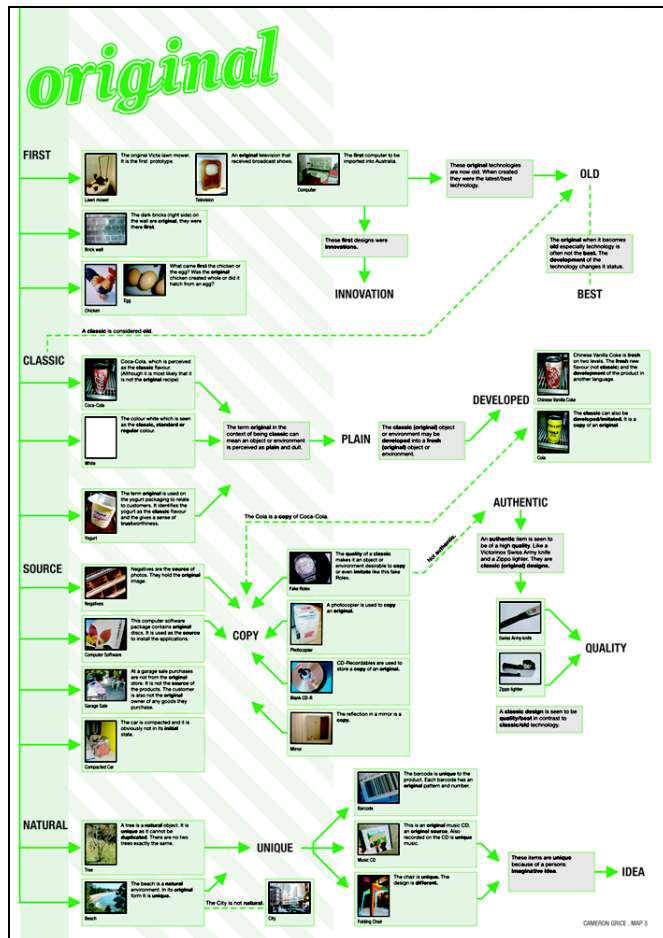 original
FIRST
The original Victa lawn mower.
It is the first prototype.
Lawn mower
An original television that
received broadcast shows.
Television
The first computer to be
imported into Australia.
Computer
These original technologies
are now old. When created
they were the latest/best
technology.
OLD
The dark bricks (right side) on
the wall are original, they were
there first.
Brick wall
These first designs were
innovations.
The original when it becomes
old especially technology is
often not the best. The
development of the
technology changes it status.
What came first the chicken or
the egg? Was the original
chicken created whole or did it
hatch from an egg?
Chicken
Egg
INNOVATION
BEST
A classic is considered old.
CLASSIC
Coca-Cola, which is perceived
as the classic flavour.
(Although it is most likely that it
is not the original recipe)
Coca-Cola
Chinese Vanilla Coke is fresh
on two levels. The fresh new
flavour (not classic) and the
development of the product in
another language.
Chinese Vanilla Coke
DEVELOPED
The colour white which is seen
as the classic, standard or
regular colour.
White
The term original in the
context of being classic can
mean an object or environment
is perceived as plain and dull.
PLAIN
The classic (original) object
or environment may be
developed into a fresh
(original) object or
environment.
The classic can also be
developed/imitated. It is a
copy of an original.
Cola
The term original is used on
the yogurt packaging to relate
to customers. It identifies the
yogurt as the classic flavour
and the gives a sense of
trustworthiness.
Yogurt
The Cola is a copy of Coca-Cola.
AUTHENTIC
Not authentic.
An authentic item is seen to
be of a high quality. Like a
Victorinox Swiss Army knife
and a Zippo lighter. They are
classic (original) designs.
SOURCE
Negatives are the source of
photos. They hold the original
image.
Negatives
The quality of a classic
makes it an object or
environment desirable to copy
or even imitate like this fake
Rolex.
Fake Rolex
COPY
This computer software
package contains original
discs. It is used as the source
to install the applications.
Computer Software
A photocopier is used to copy
an original.
Photocopier
Swiss Army knife
QUALITY
Zippo lighter
At a garage sale purchases
are not from the original
store. It is not the source of
the products. The customer
is also not the original
owner of any goods they
purchase.
Garage Sale
CD-Recordables are used to
store a copy of an original.
Blank CD-R
A classic design is seen to be
quality/best in contrast to
classic/old technology.
The car is compacted and it is
obviously not in its initial
state.
Compacted Car
The reflection in a mirror is a
copy.
Mirror
NATURAL
A tree is a natural object. It is
unique as it cannot be
duplicated. There are no two
trees exactly the same.
Tree
UNIQUE
The barcode is unique to the
product. Each barcode has an
original pattern and number.
Barcode
This is an original music CD,
an original source. Also
recorded on the CD is unique
music.
Music CD
The chair is unique. The
design is different.
Folding Chair
These items are unique
because of a persons
imaginative idea.
IDEA
The beach is a natural
environment. In its original
form it is unique.
Beach
The City is not natural.
City
CAMERON GRICE . MAP 3